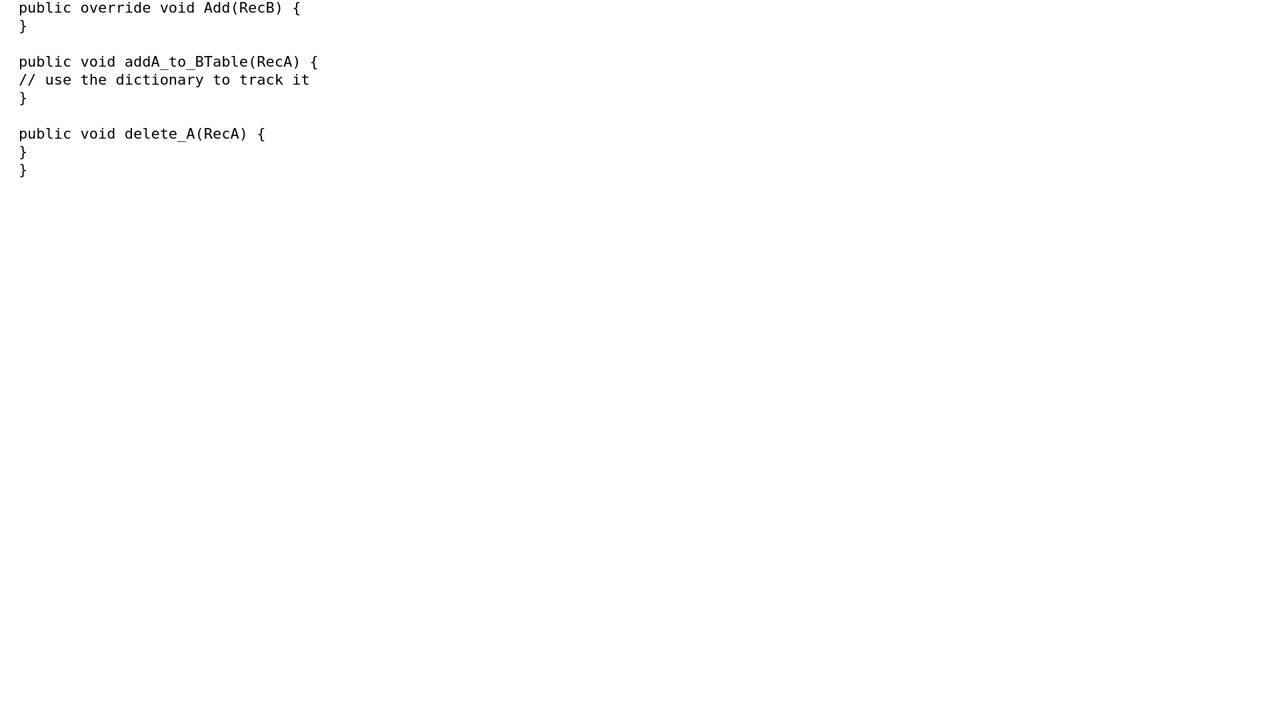 public override void Add(RecB) {
}
public void addA_to_BTable(RecA) {
// use the dictionary to track it
}
public void delete_A(RecA) {
}
}